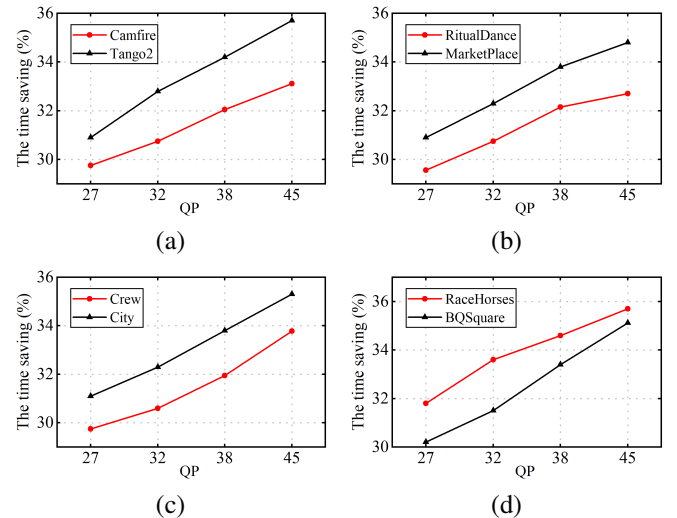 36
34
32
30
The time saving (%)
Camfire
Tango2
27 32 38 45
QP
(a)
36
34
32
30
The time saving (%)
RitualDance
MarketPlace
27 32 38 45
QP
(b)
36
34
32
30
The time saving (%)
Crew
City
27 32 38 45
QP
(c)
36
34
32
30
The time saving (%)
RaceHorses
BQSquare
27 32 38 45
QP
(d)